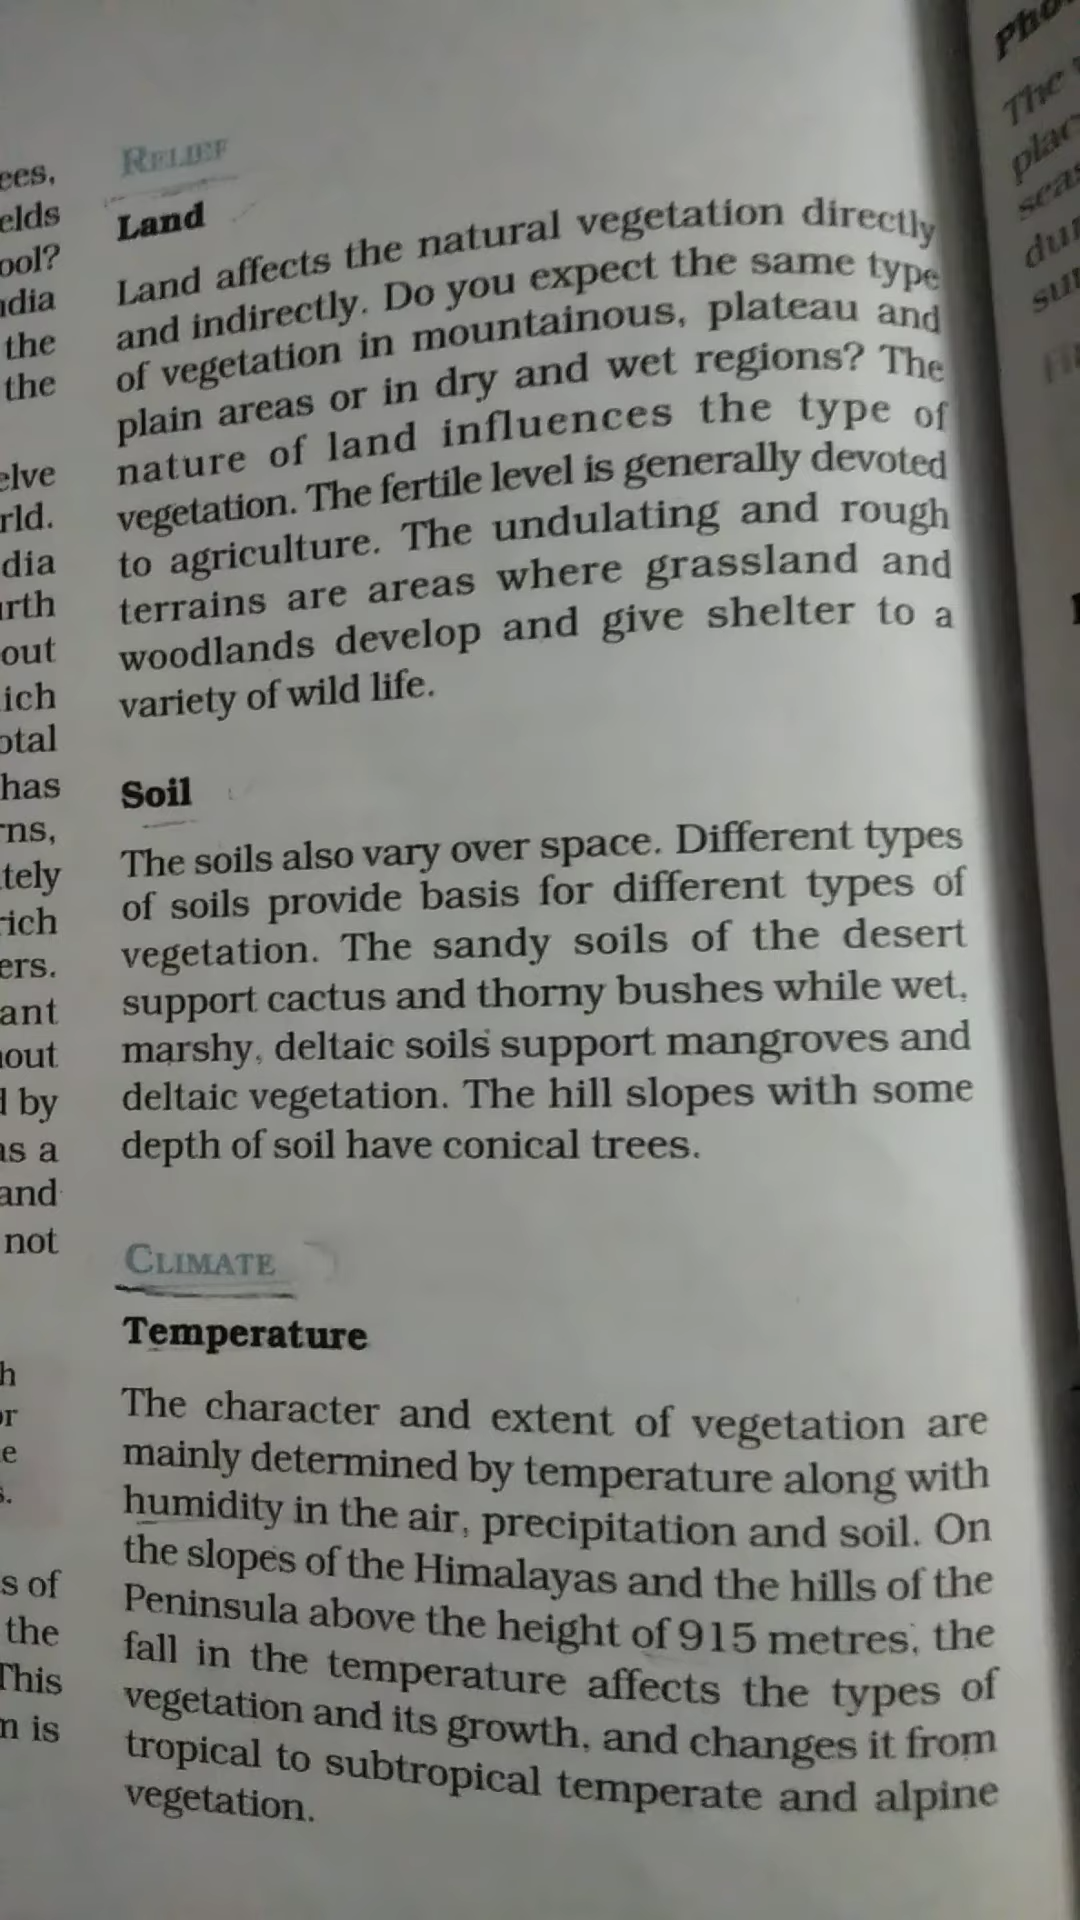 ees,
elds
ool?
ndia
the
the
elve
rld.
dia
arth
out
ich
otal
has
rns,
tely
rich
ers.
ant
out
by
as a
and
not
h
or
e
s.
s of
the
This
n is
RELIEF
Land
Land affects the natural vegetation directly
and indirectly. Do you expect the same type
of vegetation in mountainous, plateau and
plain areas or in dry and wet regions? The
nature of land influences the type of
vegetation. The fertile level is generally devoted
to agriculture. The undulating and rough
terrains are areas where grassland and
woodlands develop and give shelter to a
variety of wild life.
Soil
The soils also vary over space. Different types
of soils provide basis for different types of
vegetation. The sandy soils of the desert
support cactus and thorny bushes while wet,
marshy, deltaic soils support mangroves and
deltaic vegetation. The hill slopes with some
depth of soil have conical trees.
CLIMATE
Temperature
The character and extent of vegetation are
mainly determined by temperature along with
humidity in the air, precipitation and soil. On
the slopes of the Himalayas and the hills of the
Peninsula above the height of 915 metres, the
fall in the temperature affects the types of
vegetation and its growth, and changes it from
tropical to subtropical temperate and alpine
vegetation.
Pho
The
plac
seas
dur